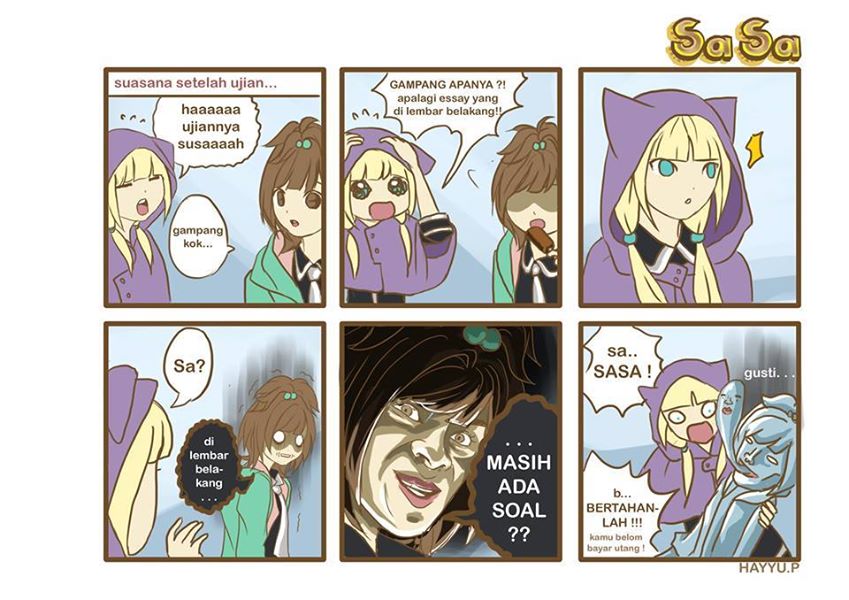 SaSa
suasana setelah ujian...
haaaaaa
ujiannya
susaaaah
gampang
kok...
GAMPANG APANYA ?!
apalagi essay yang
di lembar belakang!!
Sa?
di
lembar
bela-
kang
. . .
. . .
MASIH
ADA
SOAL
??
sa..
SASA !
gusti. . .
b...
BERTAHAN-
LAH !!!
kamu belom
bayar utang !
HAYYU.P